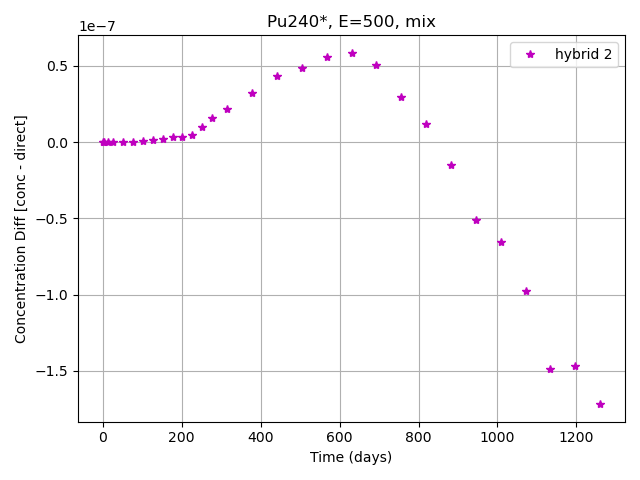 Pu240*, E=500, mix
1e−7
hybrid 2
0.5
0.0
−0.5
−1.0
−1.5
Concentration Diff [conc - direct]
0 200 400 600 800 1000 1200
Time (days)